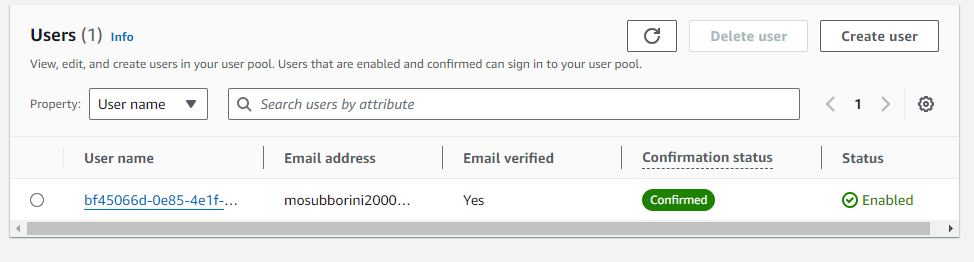 Users (1) Info
Delete user
Create user
View, edit, and create users in your user pool. Users that are enabled and confirmed can sign in to your user pool.
Property: User name
Search users by attribute
1
User name Email address Email verified Confirmation status Status
bf45066d-0e85-4e1f-... mosubborini2000... Yes Confirmed Enabled